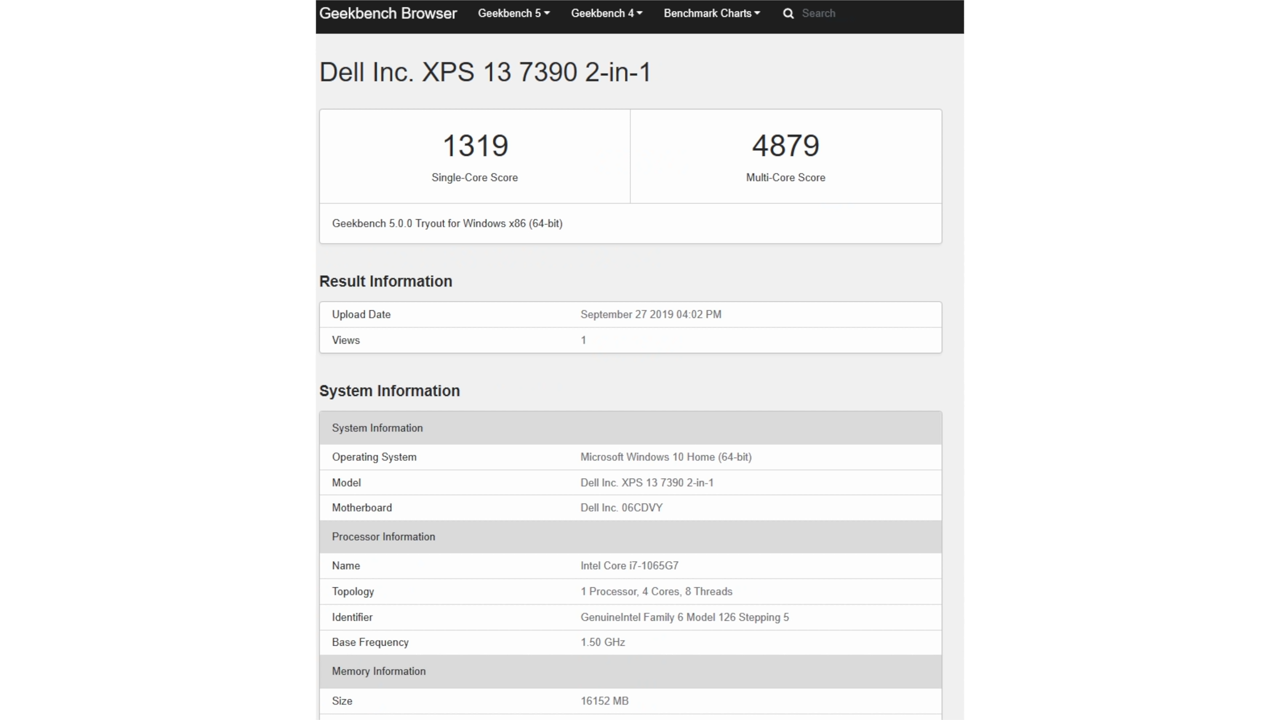 Geekbench Browser Geekbench 5 Geekbench 4 Benchmark Charts Search
Dell Inc. XPS 13 7390 2-in-1
1319 4879
Single-Core Score Multi-Core Score
Geekbench 5.0.0 Tryout for Windows x86 (64-bit)
Result Information
Upload Date September 27 2019 04:02 PM
Views 1
System Information
System Information
Operating System Microsoft Windows 10 Home (64-bit)
Model Dell Inc. XPS 13 7390 2-in-1
Motherboard Dell Inc. 06CDVY
Processor Information
Name Intel Core i7-1065G7
Topology 1 Processor, 4 Cores, 8 Threads
Identifier GenuineIntel Family 6 Model 126 Stepping 5
Base Frequency 1.50 GHz
Memory Information
Size 16152 MB